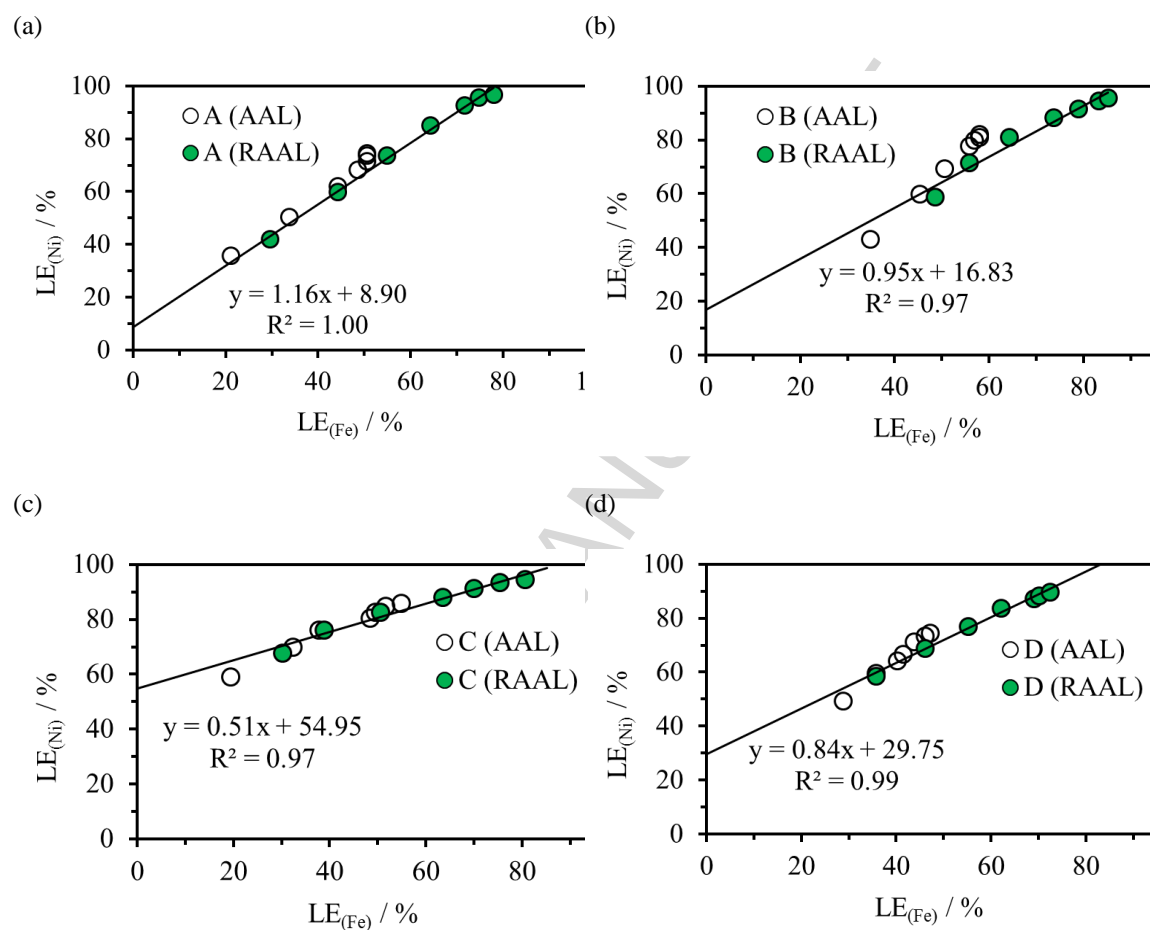 (a)
100
80
60
40
20
0
LE(Ni) / %
A (AAL)
A (RAAL)
y = 1.16x + 8.90
R² = 1.00
0 20 40 60 80 1
LE(Fe) / %
(b)
100
80
60
40
20
0
LE(Ni) / %
B (AAL)
B (RAAL)
y = 0.95x + 16.83
R² = 0.97
0 20 40 60 80
LE(Fe) / %
(c)
100
80
60
40
20
0
LE(Ni) / %
C (AAL)
C (RAAL)
y = 0.51x + 54.95
R² = 0.97
0 20 40 60 80
LE(Fe) / %
(d)
100
80
60
40
20
0
LE(Ni) / %
D (AAL)
D (RAAL)
y = 0.84x + 29.75
R² = 0.99
0 20 40 60 80
LE(Fe) / %